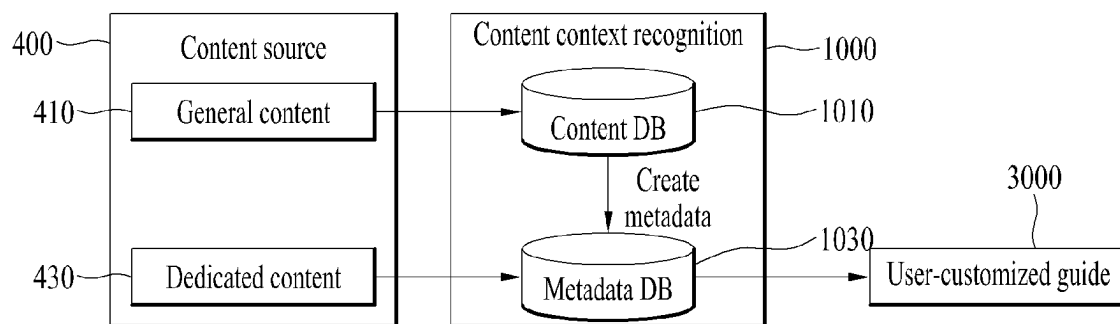 400
Content source
410
General content
Content context recognition
1000
Content DB
1010
Create
metadata
430
Dedicated content
Metadata DB
1030
3000
User-customized guide